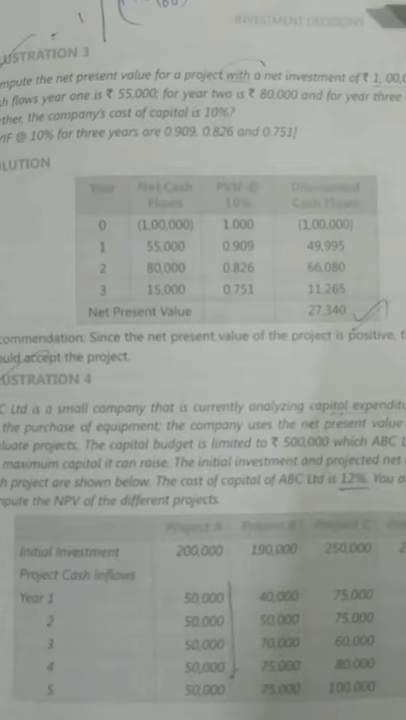 INVESTMENT DECISIONS
USTRATION 3
mpute the net present value for a project with a net investment of ₹ 1, 00,0
h flows year one is ₹ 55,000; for year two is ₹ 80,000 and for year three
ther, the company's cost of capital is 10%?
IF @ 10% for three years are 0.909, 0.826 and 0.751]
LUTION
Year Net Cash Flows PVIF @ 10% Discounted Cash Flows
0 (1,00,000) 1.000 (1,00,000)
1 55,000 0.909 49,995
2 80,000 0.826 66,080
3 15,000 0.751 11,265
Net Present Value 27,340
commendation: Since the net present value of the project is positive, t
ould accept the project.
USTRATION 4
C Ltd is a small company that is currently analyzing capital expenditu
the purchase of equipment; the company uses the net present value
luate projects. The capital budget is limited to ₹ 500,000 which ABC L
maximum capital it can raise. The initial investment and projected net
h project are shown below. The cost of capital of ABC Ltd is 12%. You a
mpute the NPV of the different projects.
Project A Project B Project C
Initial Investment 200,000 190,000 250,000 2
Project Cash Inflows
Year 1 50,000 40,000 75,000
2 50,000 50,000 75,000
3 50,000 70,000 60,000
4 50,000 75,000 80,000
5 50,000 75,000 100,000